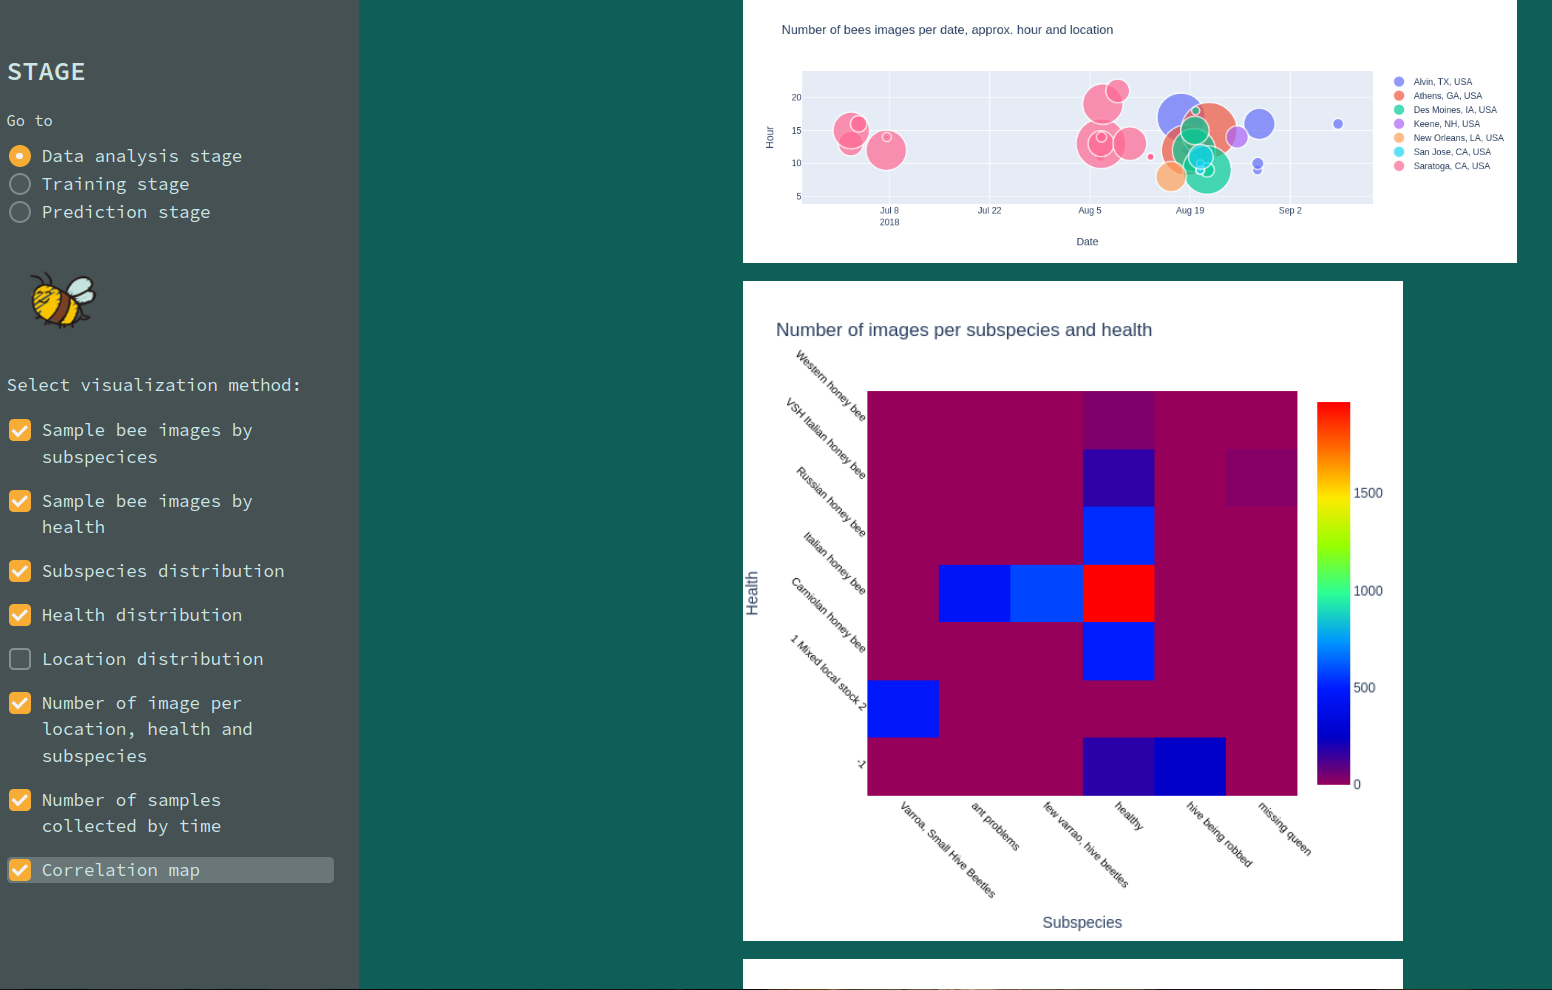 STAGE
Go to
Data analysis stage
Training stage
Prediction stage
Select visualization method:
Sample bee images by
subspecices
Sample bee images by
health
Subspecies distribution
Health distribution
Location distribution
Number of image per
location, health and
subspecies
Number of samples
collected by time
Correlation map
Number of bees images per date, approx. hour and location
Hour
20
15
10
5
Jul 8
2018
Jul 22
Aug 5
Aug 19
Sep 2
Date
Alvin, TX, USA
Athens, GA, USA
Des Moines, IA, USA
Keene, NH, USA
New Orleans, LA, USA
San Jose, CA, USA
Saratoga, CA, USA
Number of images per subspecies and health
Health
Western honey bee
VSH Italian honey bee
Russian honey bee
Italian honey bee
Carniolan honey bee
1 Mixed local stock 2
-1
Varroa, Small Hive Beetles
ant problems
few varrao, hive beetles
healthy
hive being robbed
missing queen
Subspecies
1500
1000
500
0